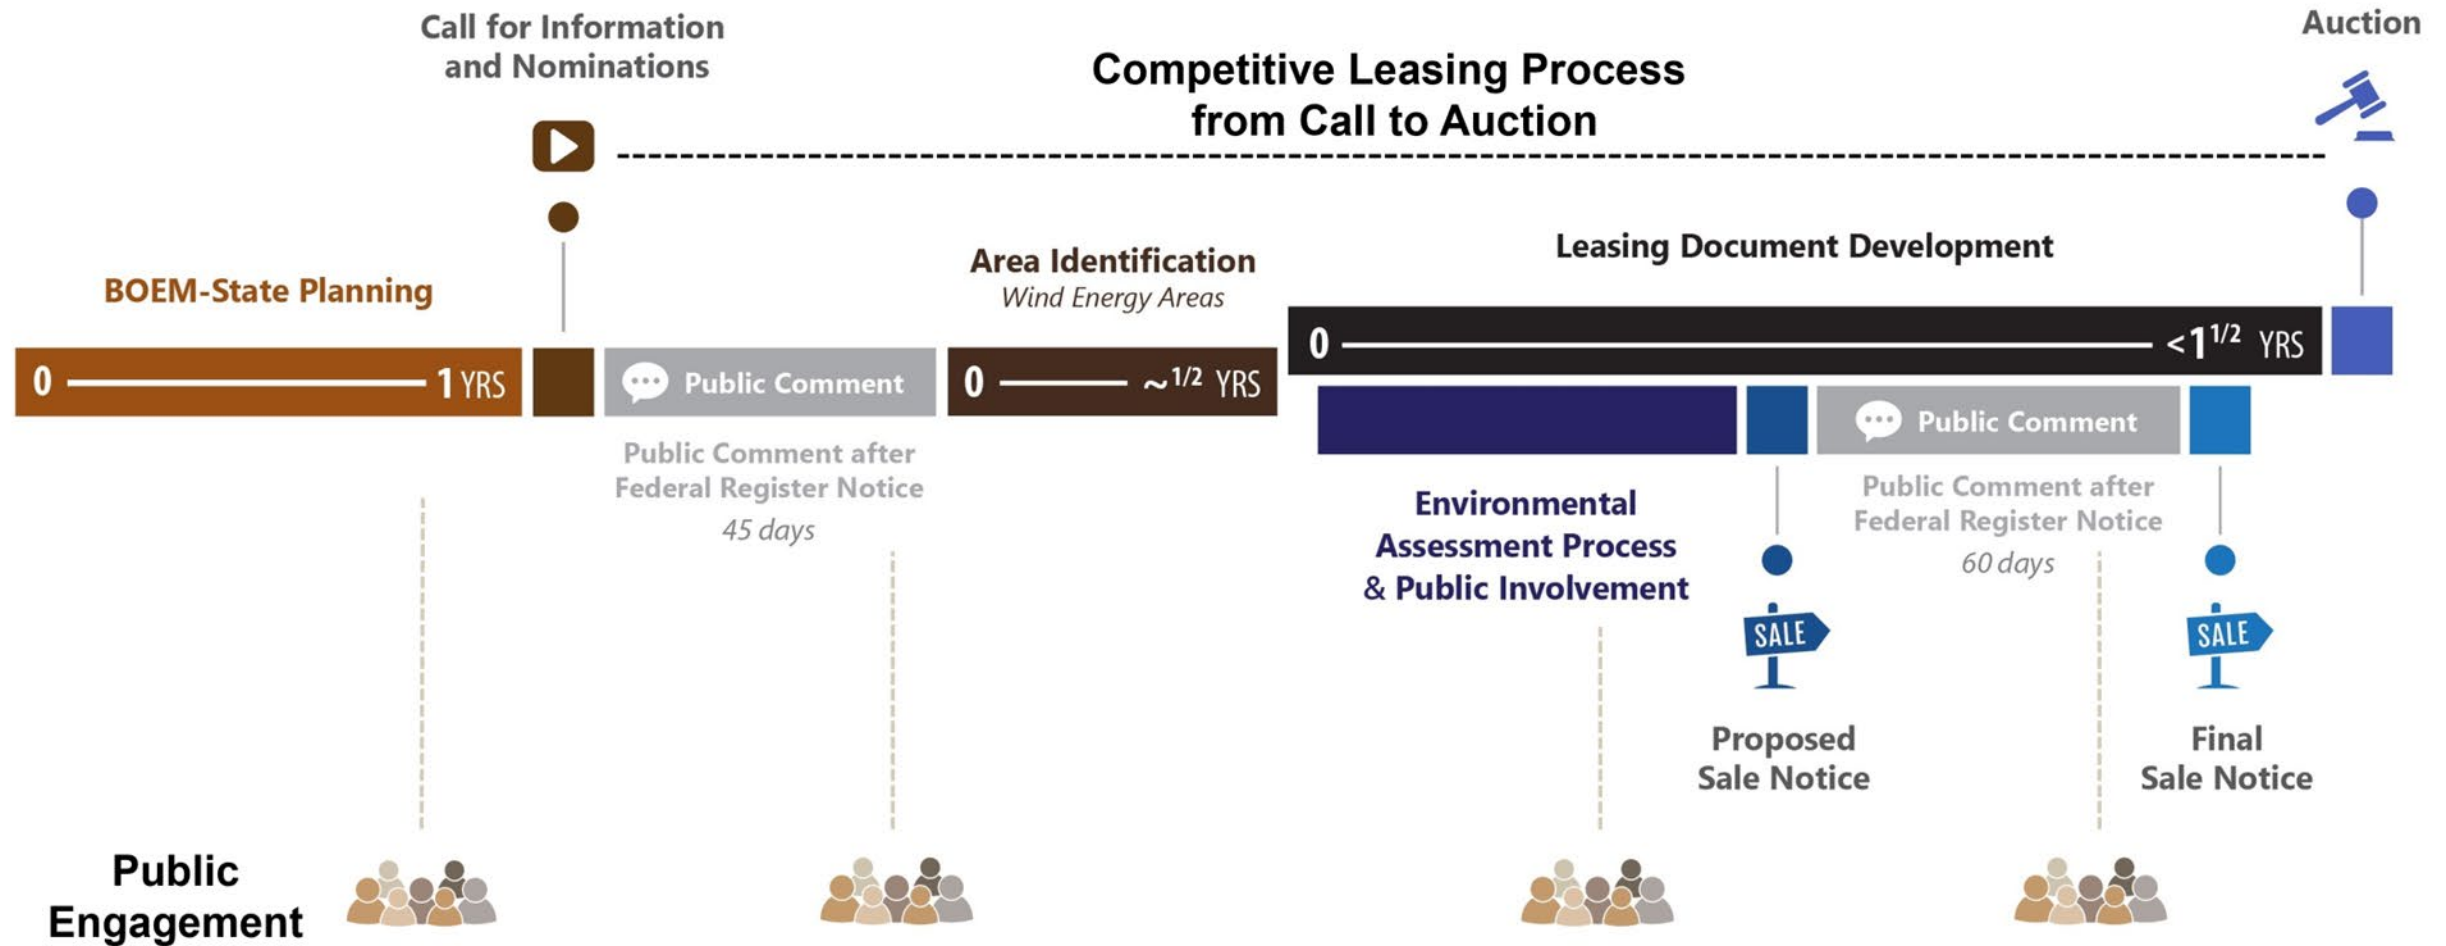 Call for Information
and Nominations
Competitive Leasing Process
from Call to Auction
Auction
BOEM-State Planning
Area Identification
Wind Energy Areas
Leasing Document Development
0 1 YRS
Public Comment
0 ~1/2 YRS
0 <1 1/2 YRS
Public Comment
Public Comment after
Federal Register Notice
45 days
Environmental
Assessment Process
& Public Involvement
Public Comment after
Federal Register Notice
60 days
SALE
SALE
Proposed
Sale Notice
Final
Sale Notice
Public
Engagement